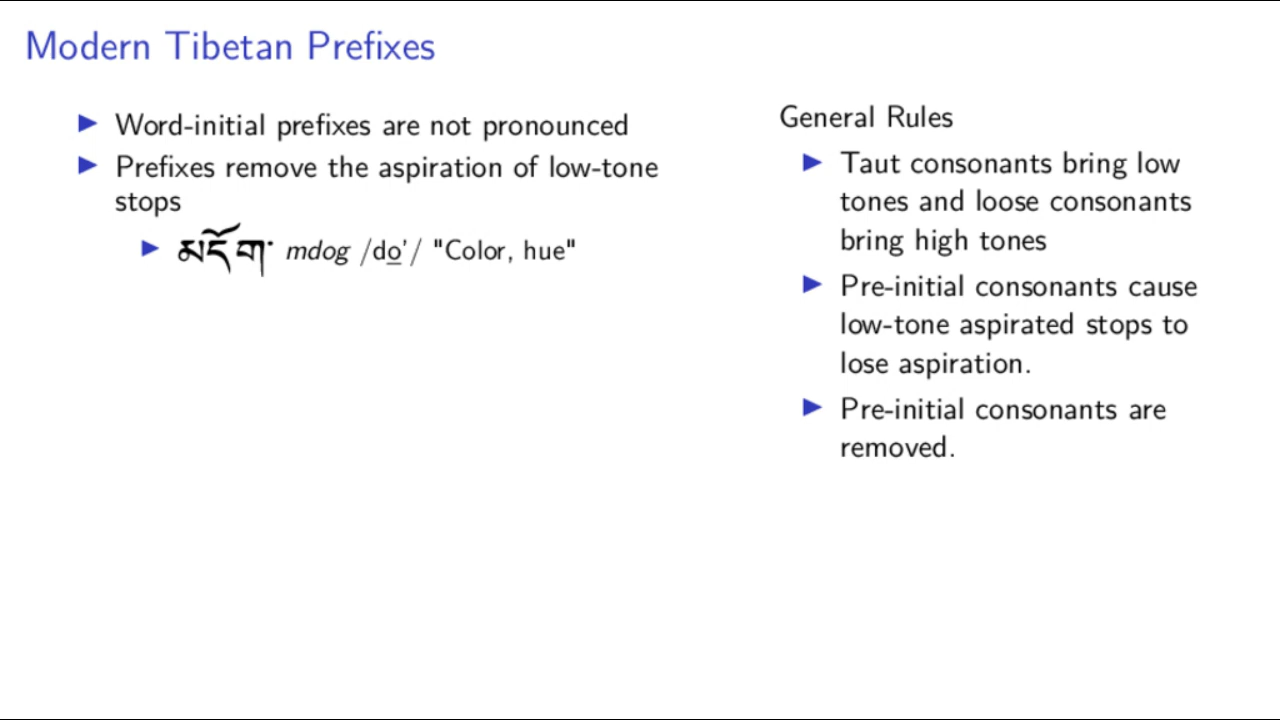 Modern Tibetan Prefixes
▶ Word-initial prefixes are not pronounced
▶ Prefixes remove the aspiration of low-tone
stops
▶ མདོག་ mdog /do̲'/ "Color, hue"
General Rules
▶ Taut consonants bring low
tones and loose consonants
bring high tones
▶ Pre-initial consonants cause
low-tone aspirated stops to
lose aspiration.
▶ Pre-initial consonants are
removed.